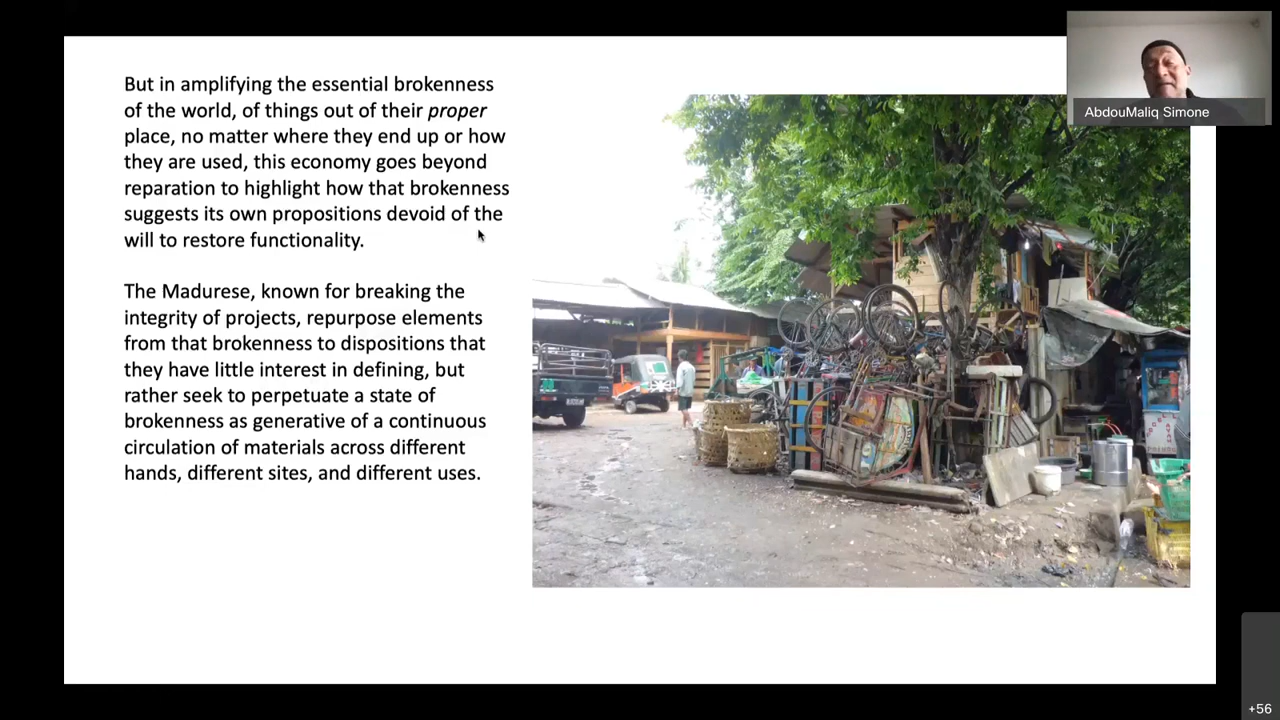 But in amplifying the essential brokenness
of the world, of things out of their proper
place, no matter where they end up or how
they are used, this economy goes beyond
reparation to highlight how that brokenness
suggests its own propositions devoid of the
will to restore functionality.
The Madurese, known for breaking the
integrity of projects, repurpose elements
from that brokenness to dispositions that
they have little interest in defining, but
rather seek to perpetuate a state of
brokenness as generative of a continuous
circulation of materials across different
hands, different sites, and different uses.
AbdouMaliq Simone
+56